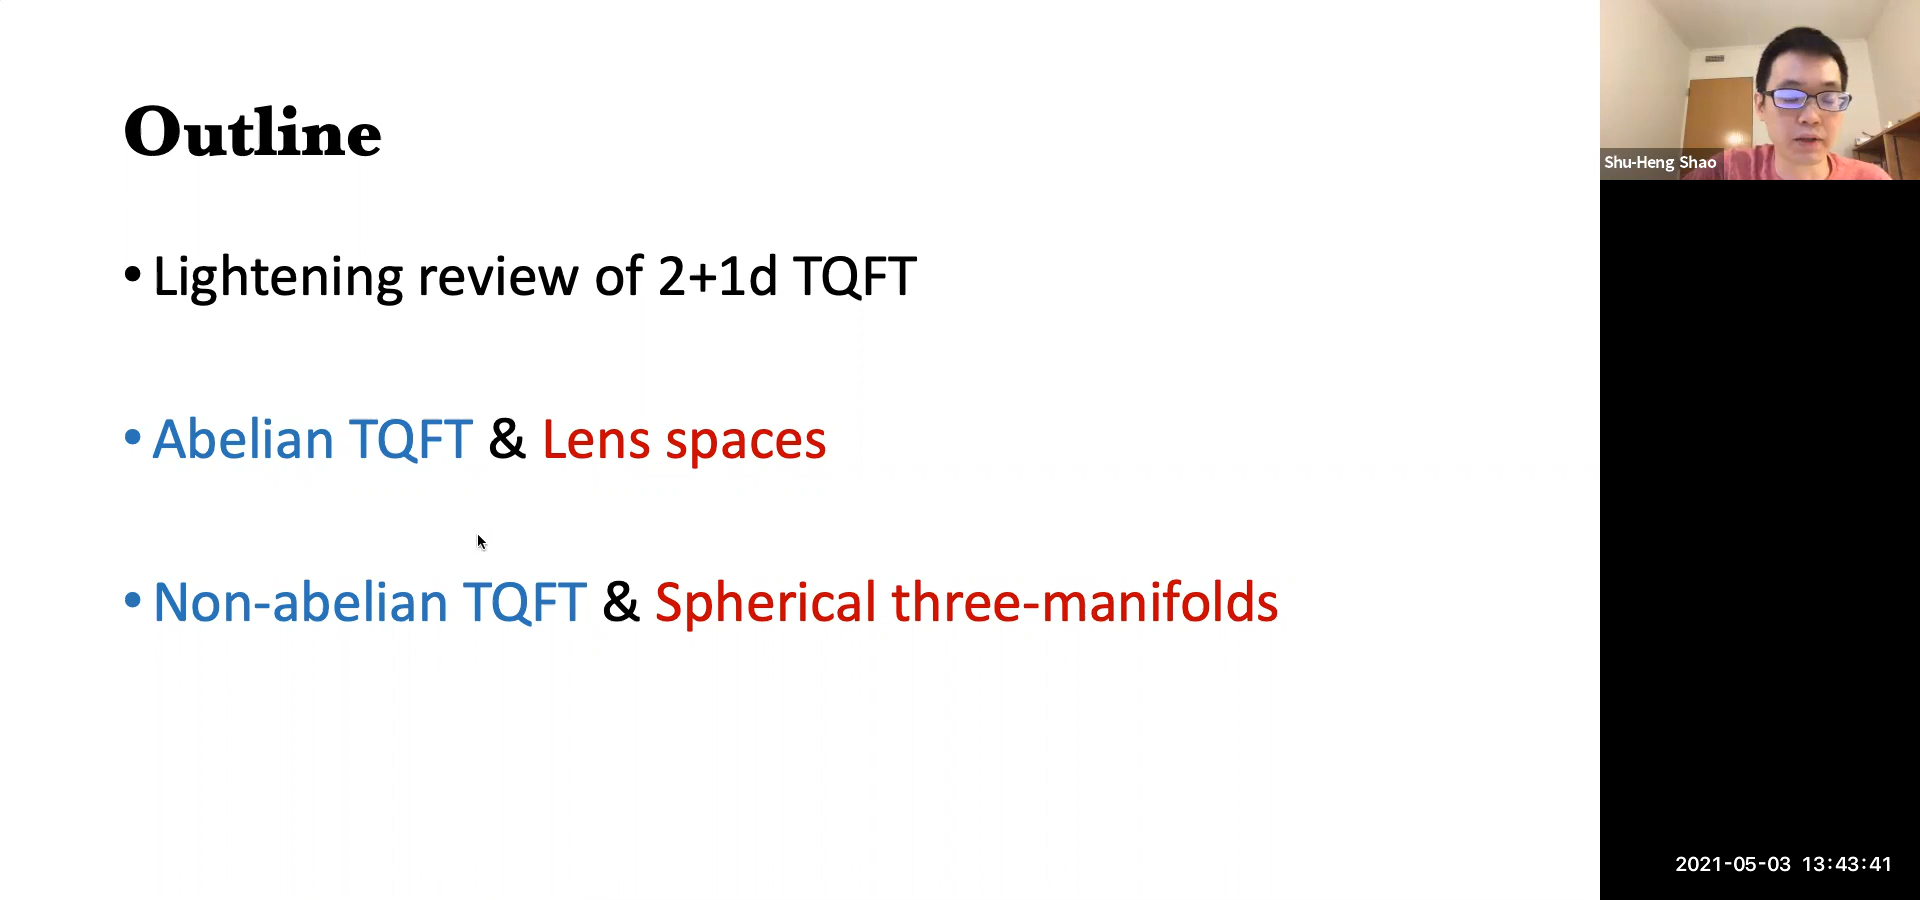 Outline
• Lightening review of 2+1d TQFT
• Abelian TQFT & Lens spaces
• Non-abelian TQFT & Spherical three-manifolds
Shu-Heng Shao
2021-05-03 13:43:41